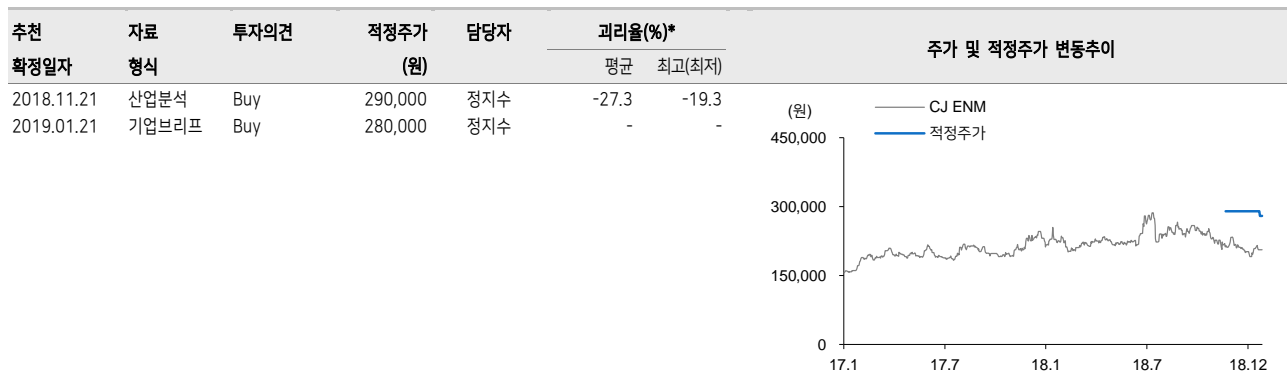 추천 자료 투자의견 적정주가 담당자 괴리율(%)* 주가 및 적정주가 변동추이
확정일자 형식 (원) 평균 최고(최저)
2018.11.21 산업분석 Buy 290,000 정지수 -27.3 -19.3
2019.01.21 기업브리프 Buy 280,000 정지수 - -
(원)
CJ ENM
적정주가
450,000
300,000
150,000
0
17.1 17.7 18.1 18.7 18.12